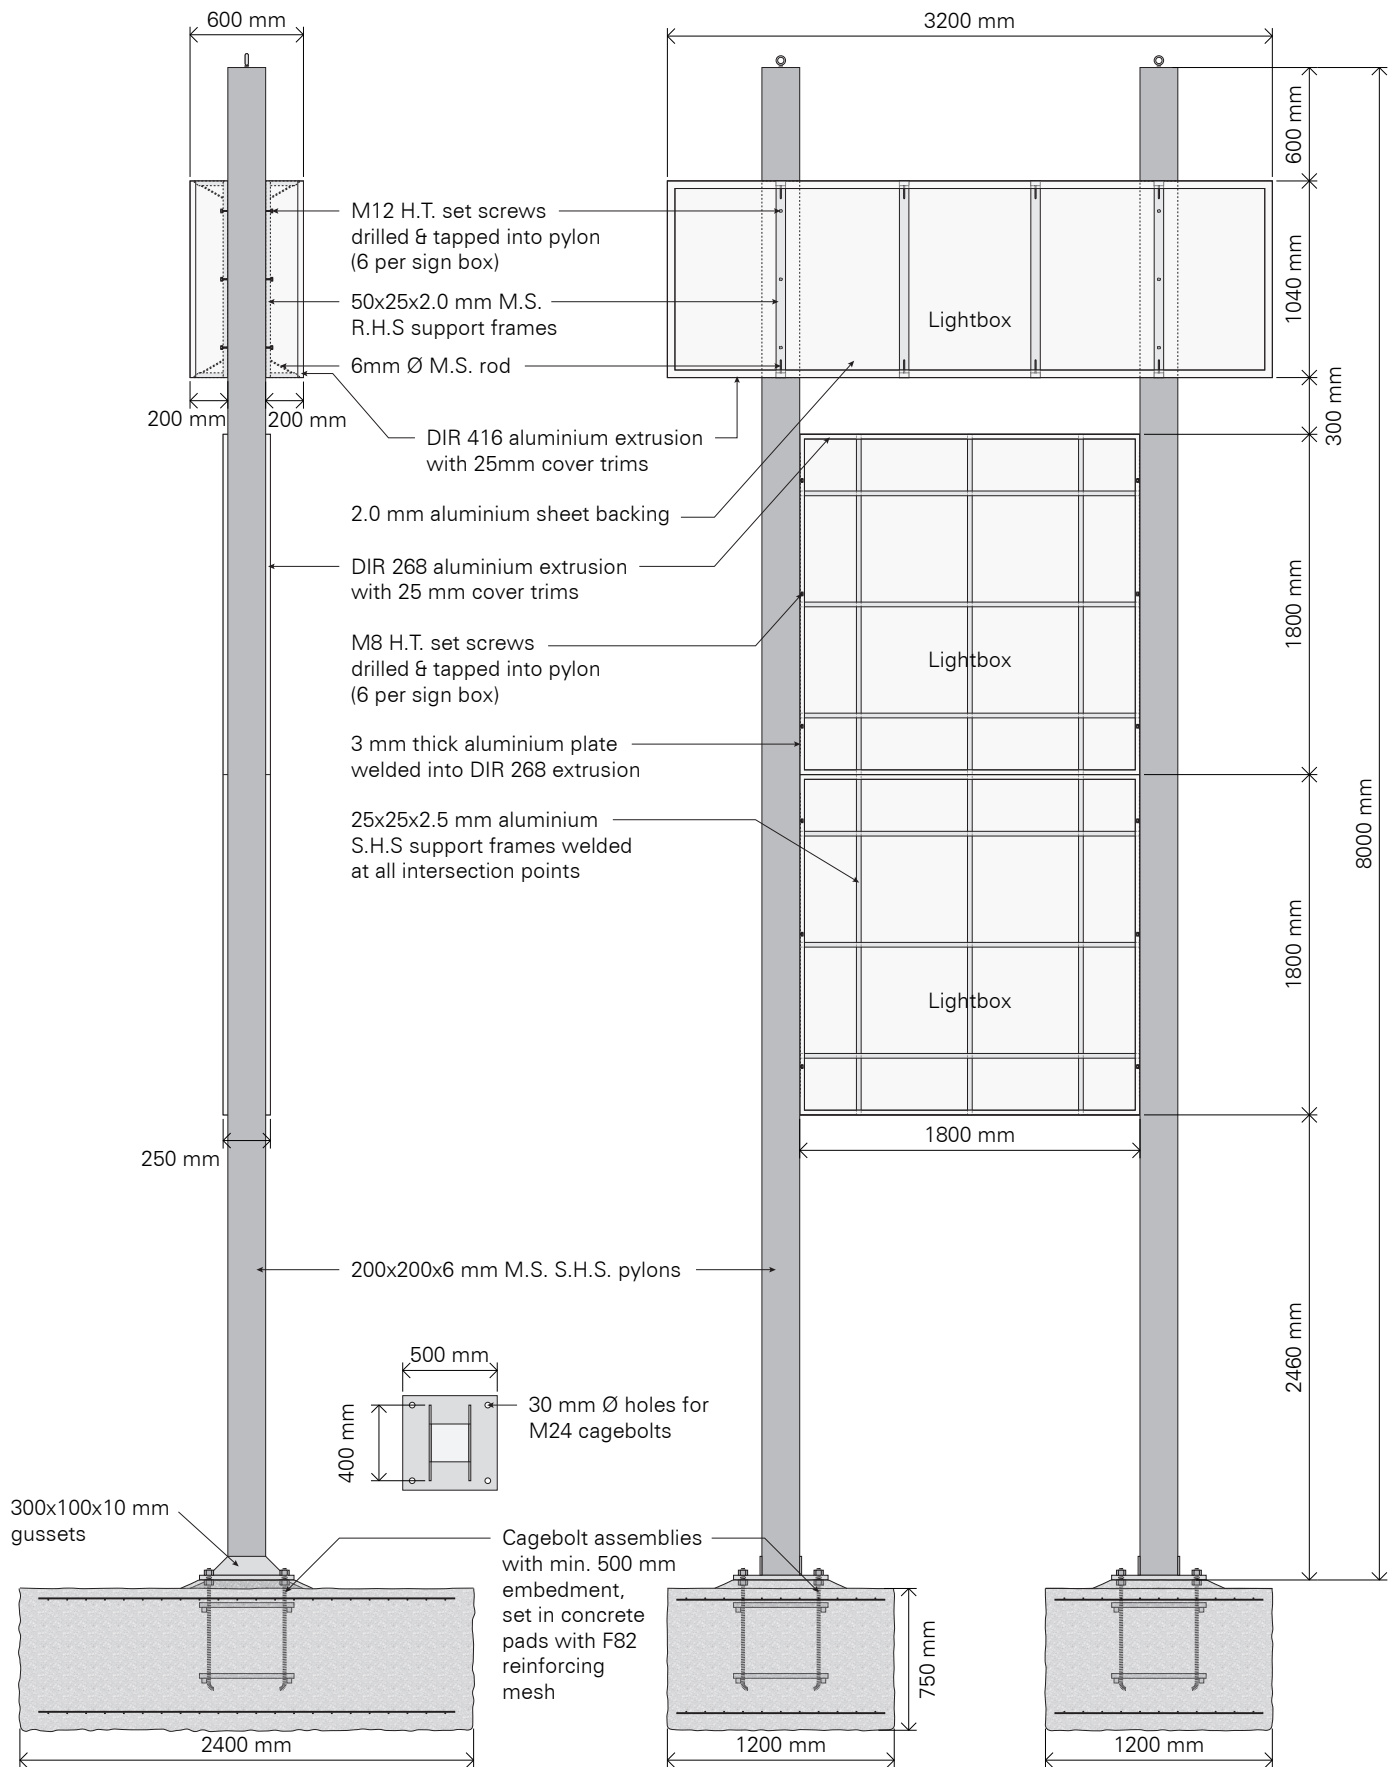 600 mm
3200 mm
600 mm
M12 H.T. set screws
drilled & tapped into pylon
(6 per sign box)
50x25x2.0 mm M.S.
R.H.S support frames
6mm Ø M.S. rod
Lightbox
1040 mm
200 mm
200 mm
300 mm
DIR 416 aluminium extrusion
with 25mm cover trims
2.0 mm aluminium sheet backing
DIR 268 aluminium extrusion
with 25 mm cover trims
M8 H.T. set screws
drilled & tapped into pylon
(6 per sign box)
Lightbox
1800 mm
3 mm thick aluminium plate
welded into DIR 268 extrusion
25x25x2.5 mm aluminium
S.H.S support frames welded
at all intersection points
8000 mm
Lightbox
1800 mm
250 mm
1800 mm
200x200x6 mm M.S. S.H.S. pylons
2460 mm
500 mm
400 mm
30 mm Ø holes for
M24 cagebolts
300x100x10 mm
gussets
Cagebolt assemblies
with min. 500 mm
embedment,
set in concrete
pads with F82
reinforcing
mesh
750 mm
2400 mm
1200 mm
1200 mm